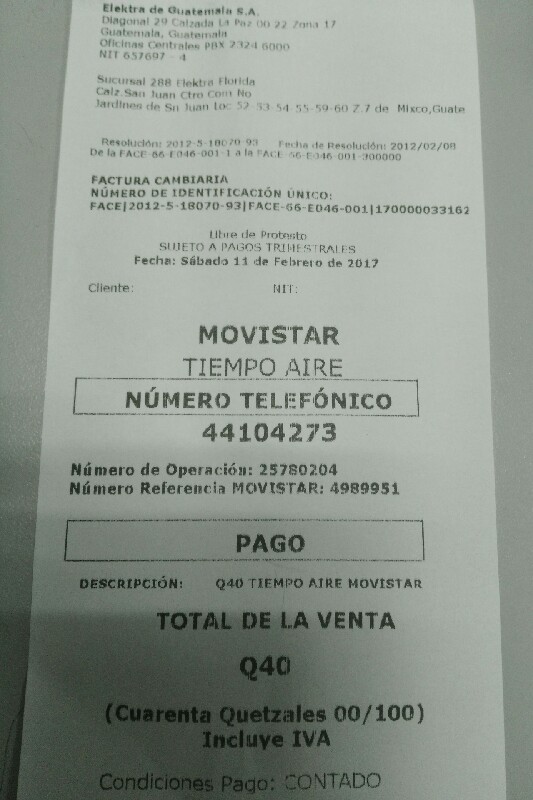 Elektra de Guatemala S.A.
Diagonal 29 Calzada La Paz 00 22 Zona 17
Guatemala, Guatemala
Oficinas Centrales PBX 2324 6000
NIT 657697 - 4
Sucursal 288 Elektra Florida
Calz.San Juan Ctro Com No
Jardines de Sn Juan Loc 52-53-54-55-59-60 Z.7 de Mixco,Guate
Resolución: 2012-5-18070-93 Fecha de Resolución: 2012/02/08
De la FACE-66-E046-001-1 a la FACE-66-E046-001-300000
FACTURA CAMBIARIA
NÚMERO DE IDENTIFICACIÓN ÚNICO:
FACE|2012-5-18070-93|FACE-66-E046-001|170000033162
Libre de Protesto
SUJETO A PAGOS TRIMESTRALES
Fecha: Sábado 11 de Febrero de 2017
Cliente: NIT:
MOVISTAR
TIEMPO AIRE
NÚMERO TELEFÓNICO
44104273
Número de Operación: 25780204
Número Referencia MOVISTAR: 4989951
PAGO
DESCRIPCIÓN: Q40 TIEMPO AIRE MOVISTAR
TOTAL DE LA VENTA
Q40
(Cuarenta Quetzales 00/100)
Incluye IVA
Condiciones Pago: CONTADO